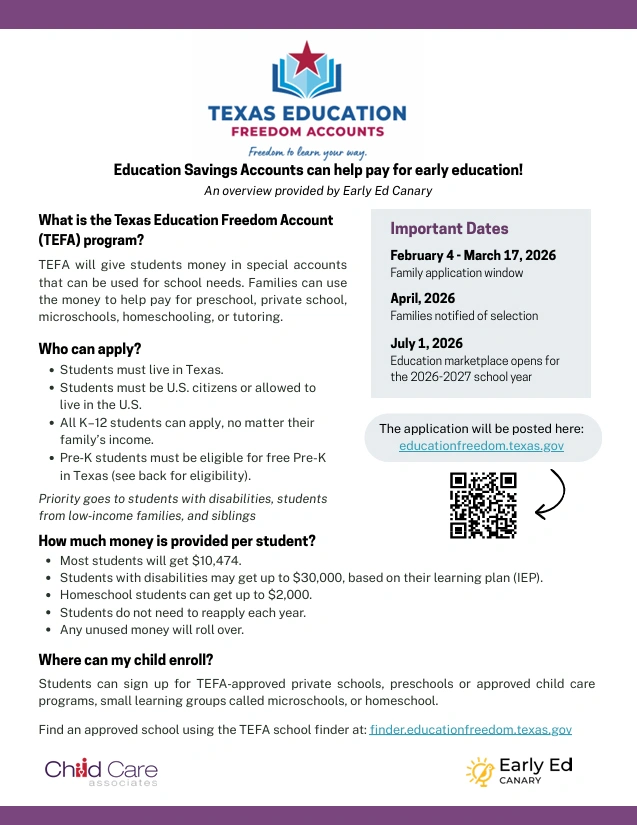 TEXAS EDUCATION
FREEDOM ACCOUNTS
Freedom to learn your way.
Education Savings Accounts can help pay for early education!
An overview provided by Early Ed Canary
What is the Texas Education Freedom Account
(TEFA) program?
TEFA will give students money in special accounts
that can be used for school needs. Families can use
the money to help pay for preschool, private school,
microschools, homeschooling, or tutoring.
Who can apply?
• Students must live in Texas.
• Students must be U.S. citizens or allowed to
live in the U.S.
• All K–12 students can apply, no matter their
family's income.
• Pre-K students must be eligible for free Pre-K
in Texas (see back for eligibility).
Priority goes to students with disabilities, students
from low-income families, and siblings
Important Dates
February 4 - March 17, 2026
Family application window
April, 2026
Families notified of selection
July 1, 2026
Education marketplace opens for
the 2026-2027 school year
The application will be posted here:
educationfreedom.texas.gov
How much money is provided per student?
• Most students will get $10,474.
• Students with disabilities may get up to $30,000, based on their learning plan (IEP).
• Homeschool students can get up to $2,000.
• Students do not need to reapply each year.
• Any unused money will roll over.
Where can my child enroll?
Students can sign up for TEFA-approved private schools, preschools or approved child care
programs, small learning groups called microschools, or homeschool.
Find an approved school using the TEFA school finder at: finder.educationfreedom.texas.gov
Child Care
associates
Early Ed
CANARY